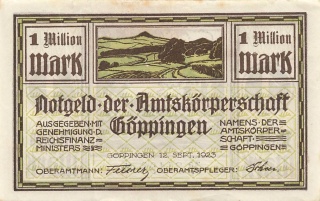 1 Million
Mark
1 Million
Mark
Notgeld·der·Amtskörperschaft
Göppingen
AUSGEGEBEN MIT
GENEHMIGUNG D.
REICHSFINANZ-
MINISTERS
NAMENS DER
AMTSKÖRPER-
SCHAFT
GÖPPINGEN
GÖPPINGEN 12. SEPT. 1923
OBERAMTMANN:
OBERAMTSPFLEGER: